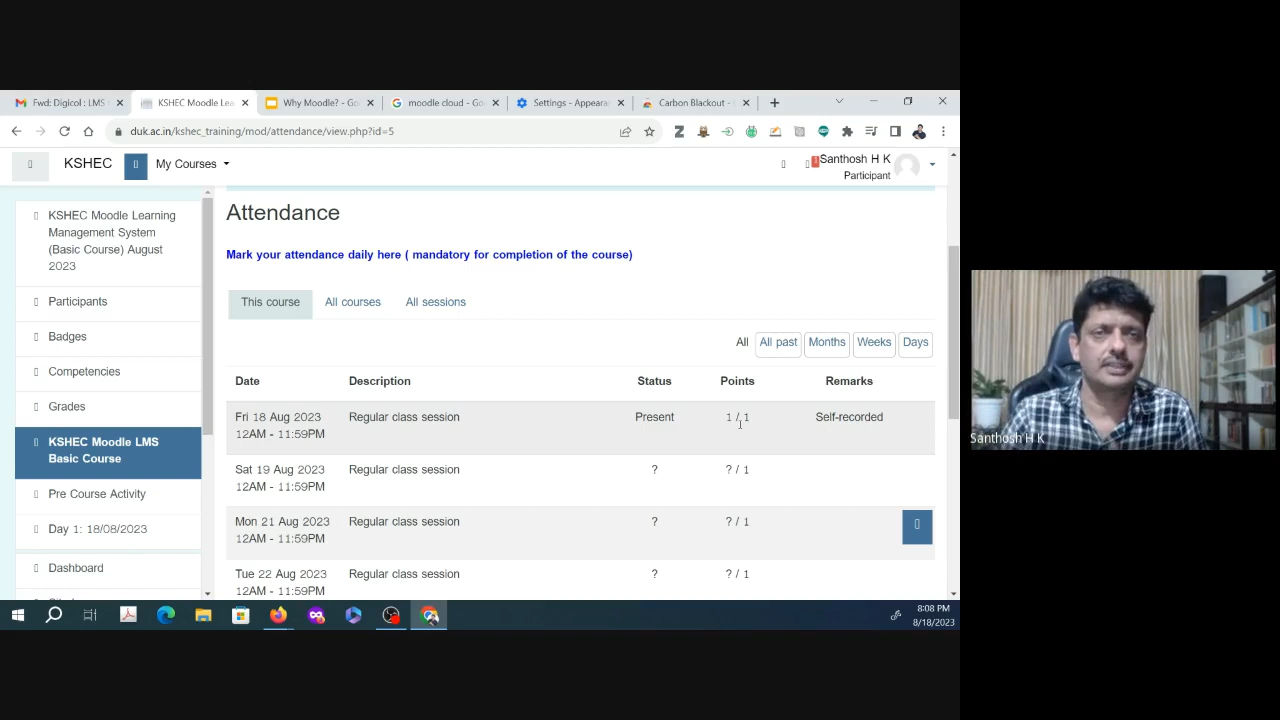 Fwd: Digicol : LMS
KSHEC Moodle Lea
Why Moodle? - Go
moodle cloud - Go
Settings - Appeara
Carbon Blackout -
duk.ac.in/kshec_training/mod/attendance/view.php?id=5
KSHEC
My Courses
Santhosh H K
Participant
KSHEC Moodle Learning
Management System
(Basic Course) August
2023
Participants
Badges
Competencies
Grades
KSHEC Moodle LMS
Basic Course
Pre Course Activity
Day 1: 18/08/2023
Dashboard
Attendance
Mark your attendance daily here ( mandatory for completion of the course)
This course All courses All sessions
All All past Months Weeks Days
Date Description Status Points Remarks
Fri 18 Aug 2023 Regular class session Present 1 / 1 Self-recorded
12AM - 11:59PM
Sat 19 Aug 2023 Regular class session ? ? / 1
12AM - 11:59PM
Mon 21 Aug 2023 Regular class session ? ? / 1
12AM - 11:59PM
Tue 22 Aug 2023 Regular class session ? ? / 1
12AM - 11:59PM
8:08 PM
8/18/2023
Santhosh H K